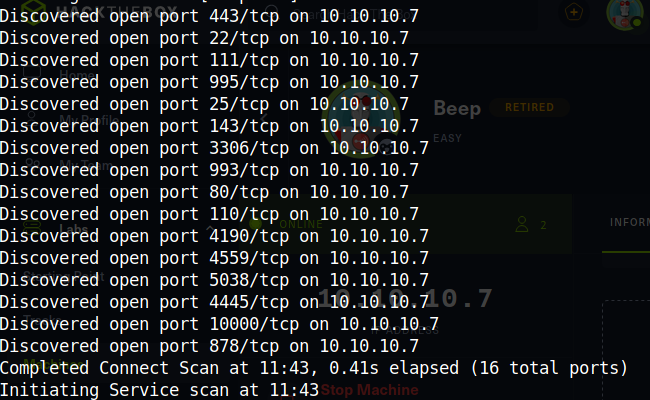 HACKTHEBOX
Discovered open port 443/tcp on 10.10.10.7
Discovered open port 22/tcp on 10.10.10.7
Home
Discovered open port 111/tcp on 10.10.10.7
Discovered open port 995/tcp on 10.10.10.7
Beep RETIRED
Discovered open port 25/tcp on 10.10.10.7
My Profile
Discovered open port 143/tcp on 10.10.10.7
EASY
Discovered open port 3306/tcp on 10.10.10.7
My Team
Discovered open port 993/tcp on 10.10.10.7
Discovered open port 80/tcp on 10.10.10.7
Discovered open port 110/tcp on 10.10.10.7
Labs
ONLINE 2 INFORM
Discovered open port 4190/tcp on 10.10.10.7
Discovered open port 4559/tcp on 10.10.10.7
Starting Point
Discovered open port 5038/tcp on 10.10.10.7
10.10.10.7
Discovered open port 4445/tcp on 10.10.10.7
Discovered open port 10000/tcp on 10.10.10.7
Discovered open port 878/tcp on 10.10.10.7
Machines
Completed Connect Scan at 11:43, 0.41s elapsed (16 total ports)
Initiating Service scan at 11:43
Stop Machine